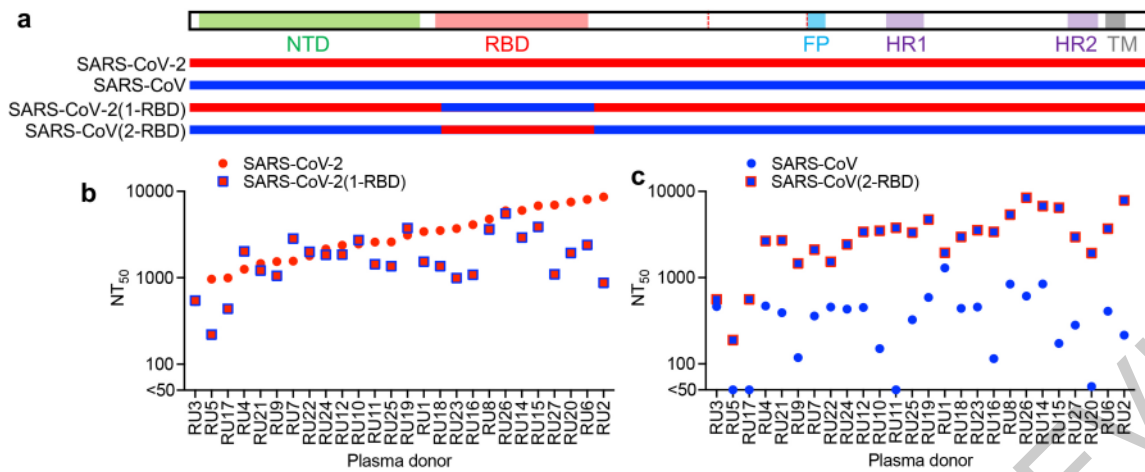 a
NTD RBD FP HR1 HR2 TM
SARS-CoV-2
SARS-CoV
SARS-CoV-2(1-RBD)
SARS-CoV(2-RBD)
b
SARS-CoV-2
SARS-CoV-2(1-RBD)
NT50
10000
1000
100
<50
RU3 RU5 RU17 RU4 RU21 RU9 RU7 RU22 RU24 RU12 RU10 RU11 RU25 RU19 RU1 RU18 RU23 RU16 RU8 RU26 RU14 RU15 RU27 RU20 RU6 RU2
Plasma donor
c
SARS-CoV
SARS-CoV(2-RBD)
NT50
10000
1000
100
<50
RU3 RU5 RU17 RU4 RU21 RU9 RU7 RU22 RU24 RU12 RU10 RU11 RU25 RU19 RU1 RU18 RU23 RU16 RU8 RU26 RU14 RU15 RU27 RU20 RU6 RU2
Plasma donor